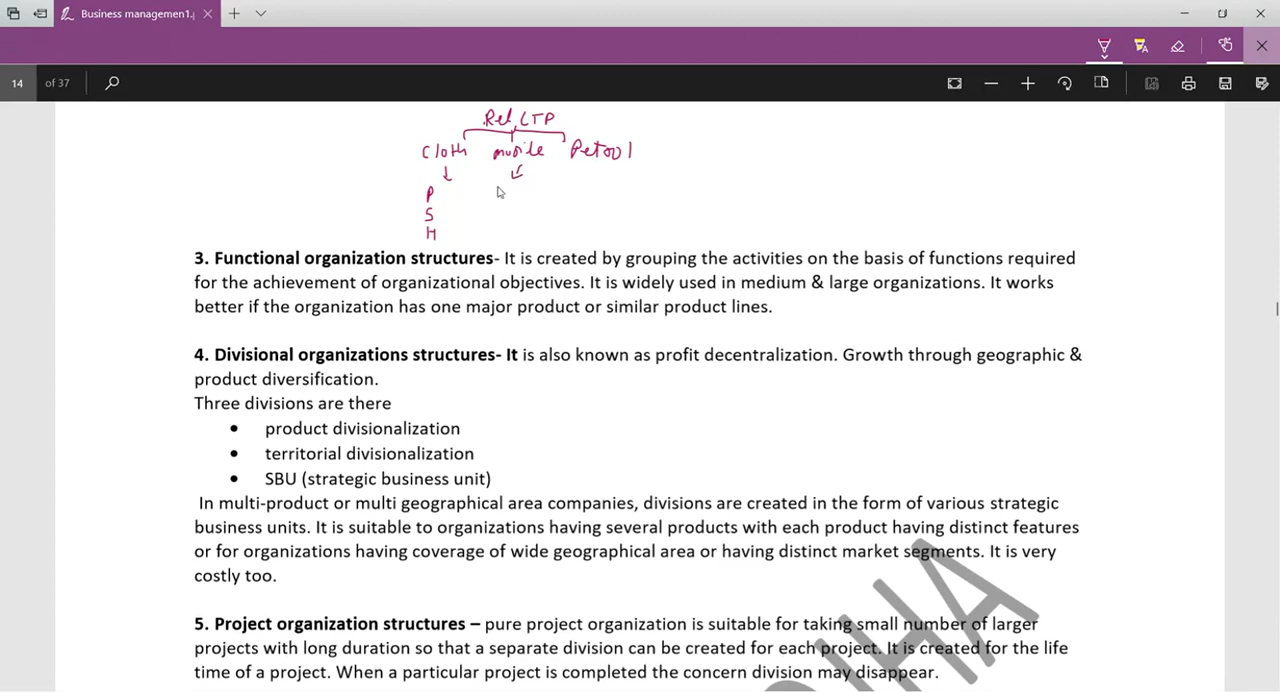 Business management1.
14
of 37
Rel LTP
Cloth mobile Petrol
P
S
H
3. Functional organization structures- It is created by grouping the activities on the basis of functions required
for the achievement of organizational objectives. It is widely used in medium & large organizations. It works
better if the organization has one major product or similar product lines.
4. Divisional organizations structures- It is also known as profit decentralization. Growth through geographic &
product diversification.
Three divisions are there
• product divisionalization
• territorial divisionalization
• SBU (strategic business unit)
In multi-product or multi geographical area companies, divisions are created in the form of various strategic
business units. It is suitable to organizations having several products with each product having distinct features
or for organizations having coverage of wide geographical area or having distinct market segments. It is very
costly too.
5. Project organization structures – pure project organization is suitable for taking small number of larger
projects with long duration so that a separate division can be created for each project. It is created for the life
time of a project. When a particular project is completed the concern division may disappear.